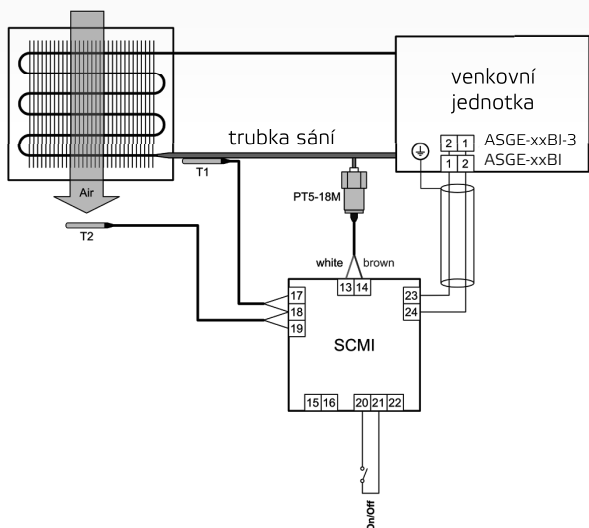 venkovní
jednotka
2 1 ASGE-xxBI-3
1 2 ASGE-xxBI
trubka sání
T1
Air
PT5-18M
T2
white brown
13 14
17
18
19
23
24
SCMI
15 16 20 21 22
On/Off